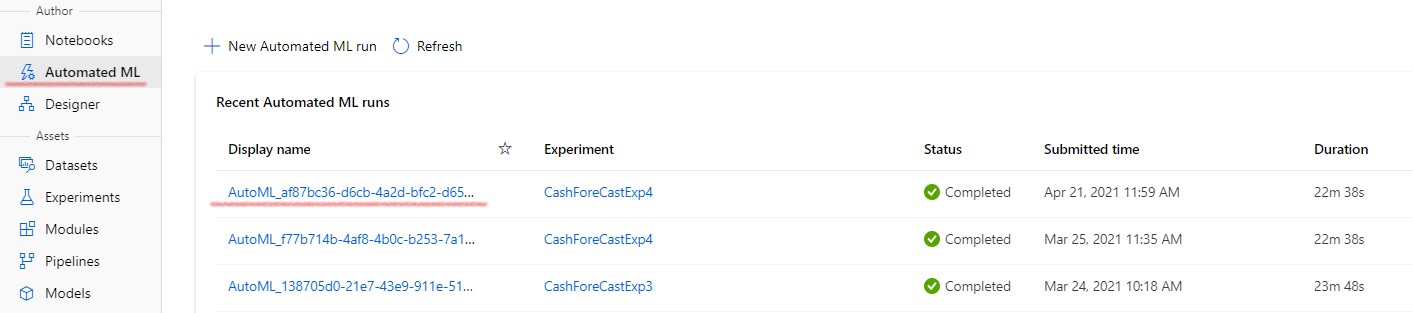 Author
Notebooks
Automated ML
Designer
Assets
Datasets
Experiments
Modules
Pipelines
Models
New Automated ML run Refresh
Recent Automated ML runs
Display name Experiment Status Submitted time Duration
AutoML_af87bc36-d6cb-4a2d-bfc2-d65... CashForeCastExp4 Completed Apr 21, 2021 11:59 AM 22m 38s
AutoML_f77b714b-4af8-4b0c-b253-7a1... CashForeCastExp4 Completed Mar 25, 2021 11:35 AM 22m 38s
AutoML_138705d0-21e7-43e9-911e-51... CashForeCastExp3 Completed Mar 24, 2021 10:18 AM 23m 48s